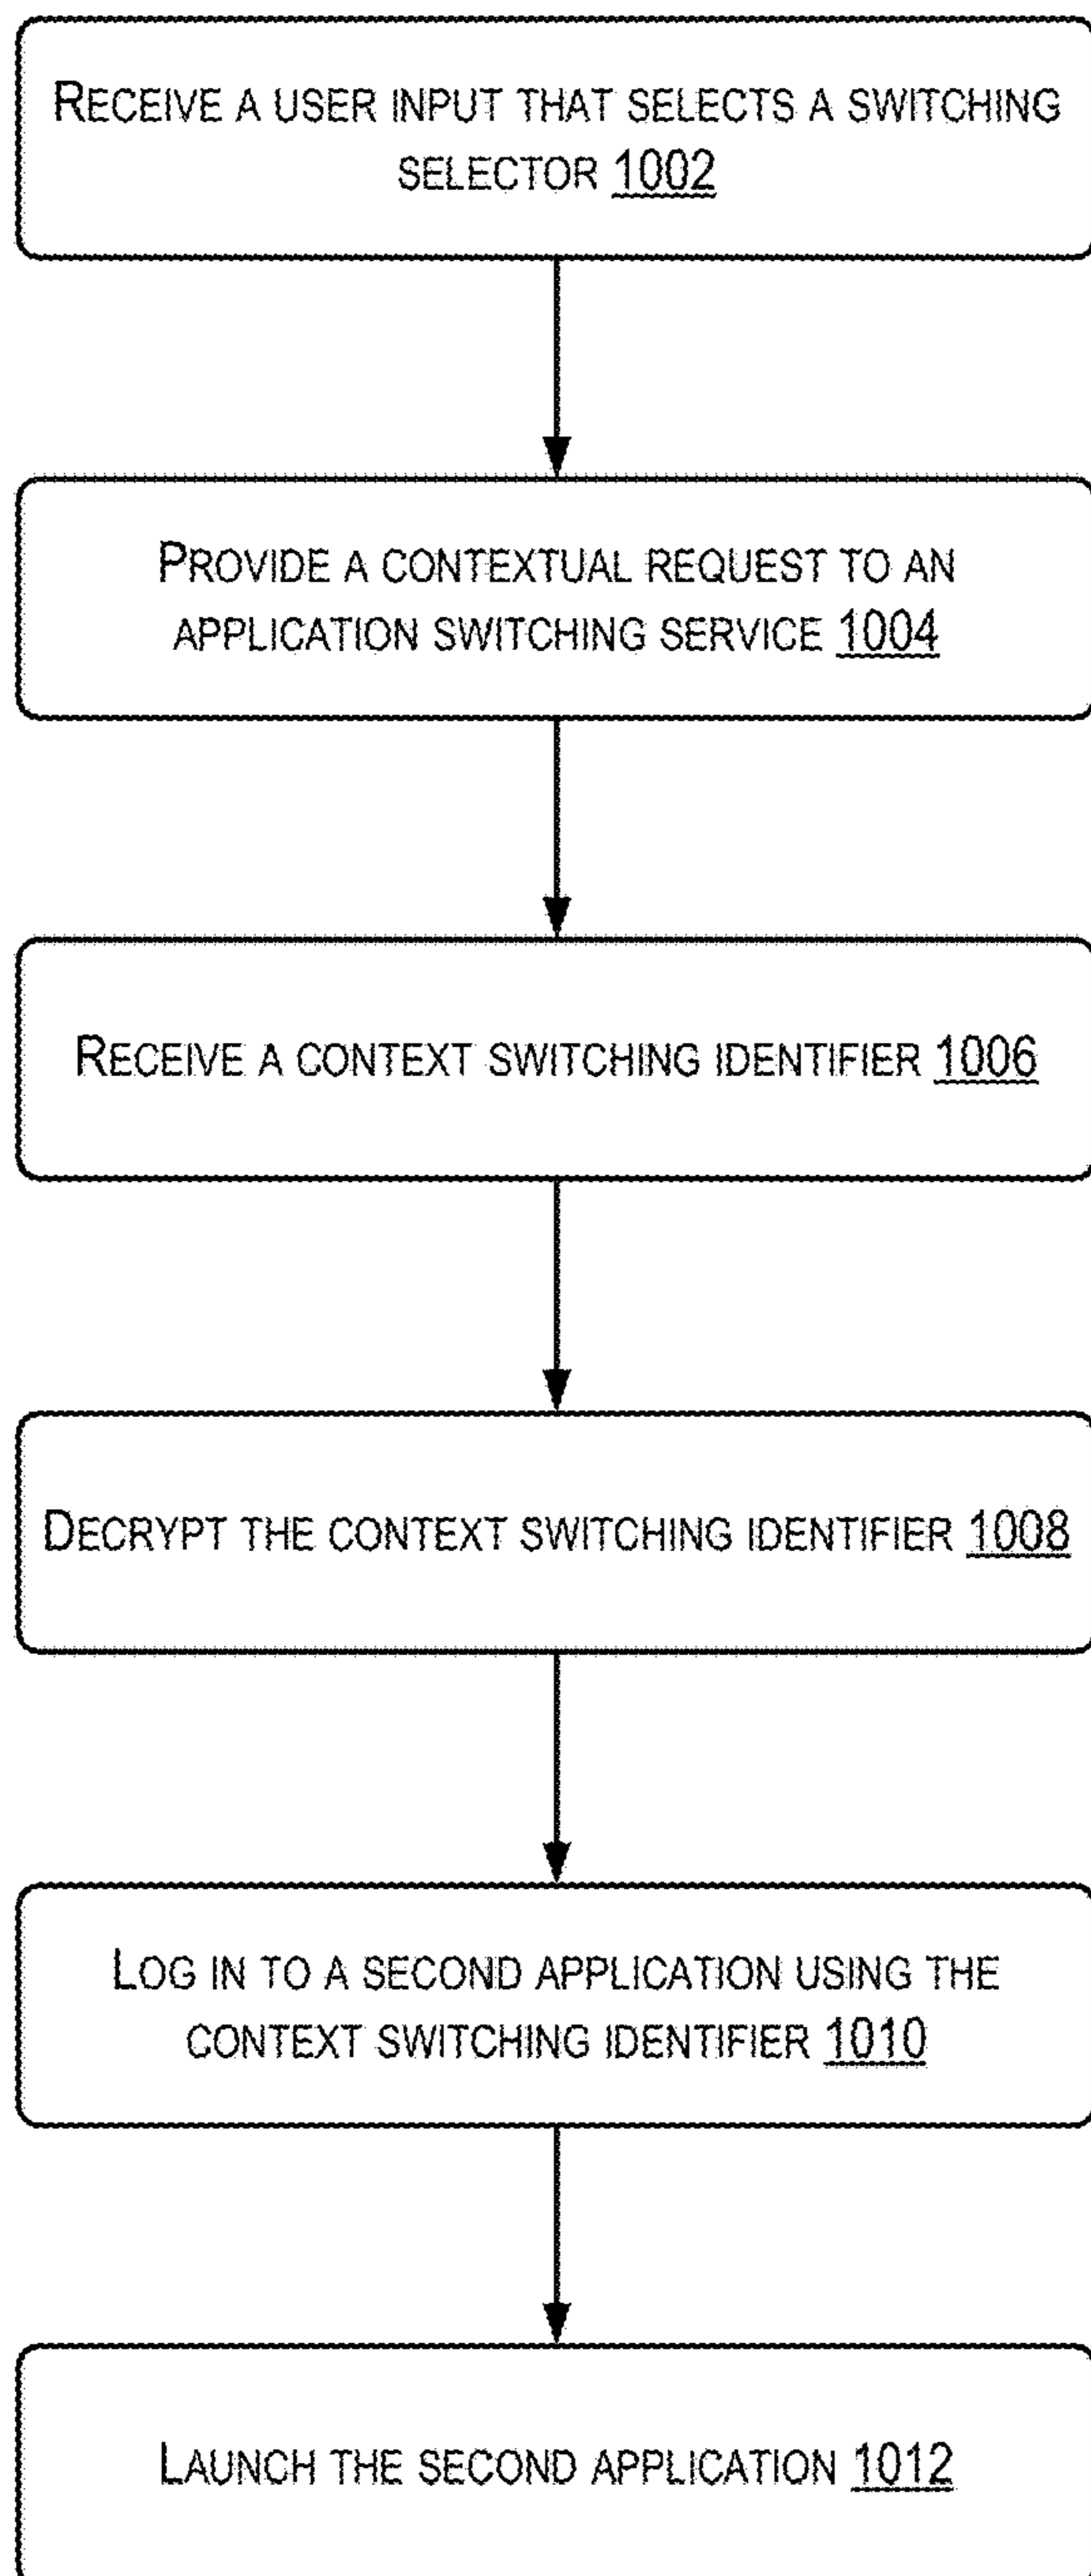 RECEIVE A USER INPUT THAT SELECTS A SWITCHING
SELECTOR 1002
PROVIDE A CONTEXTUAL REQUEST TO AN
APPLICATION SWITCHING SERVICE 1004
RECEIVE A CONTEXT SWITCHING IDENTIFIER 1006
DECRYPT THE CONTEXT SWITCHING IDENTIFIER 1008
LOG IN TO A SECOND APPLICATION USING THE
CONTEXT SWITCHING IDENTIFIER 1010
LAUNCH THE SECOND APPLICATION 1012